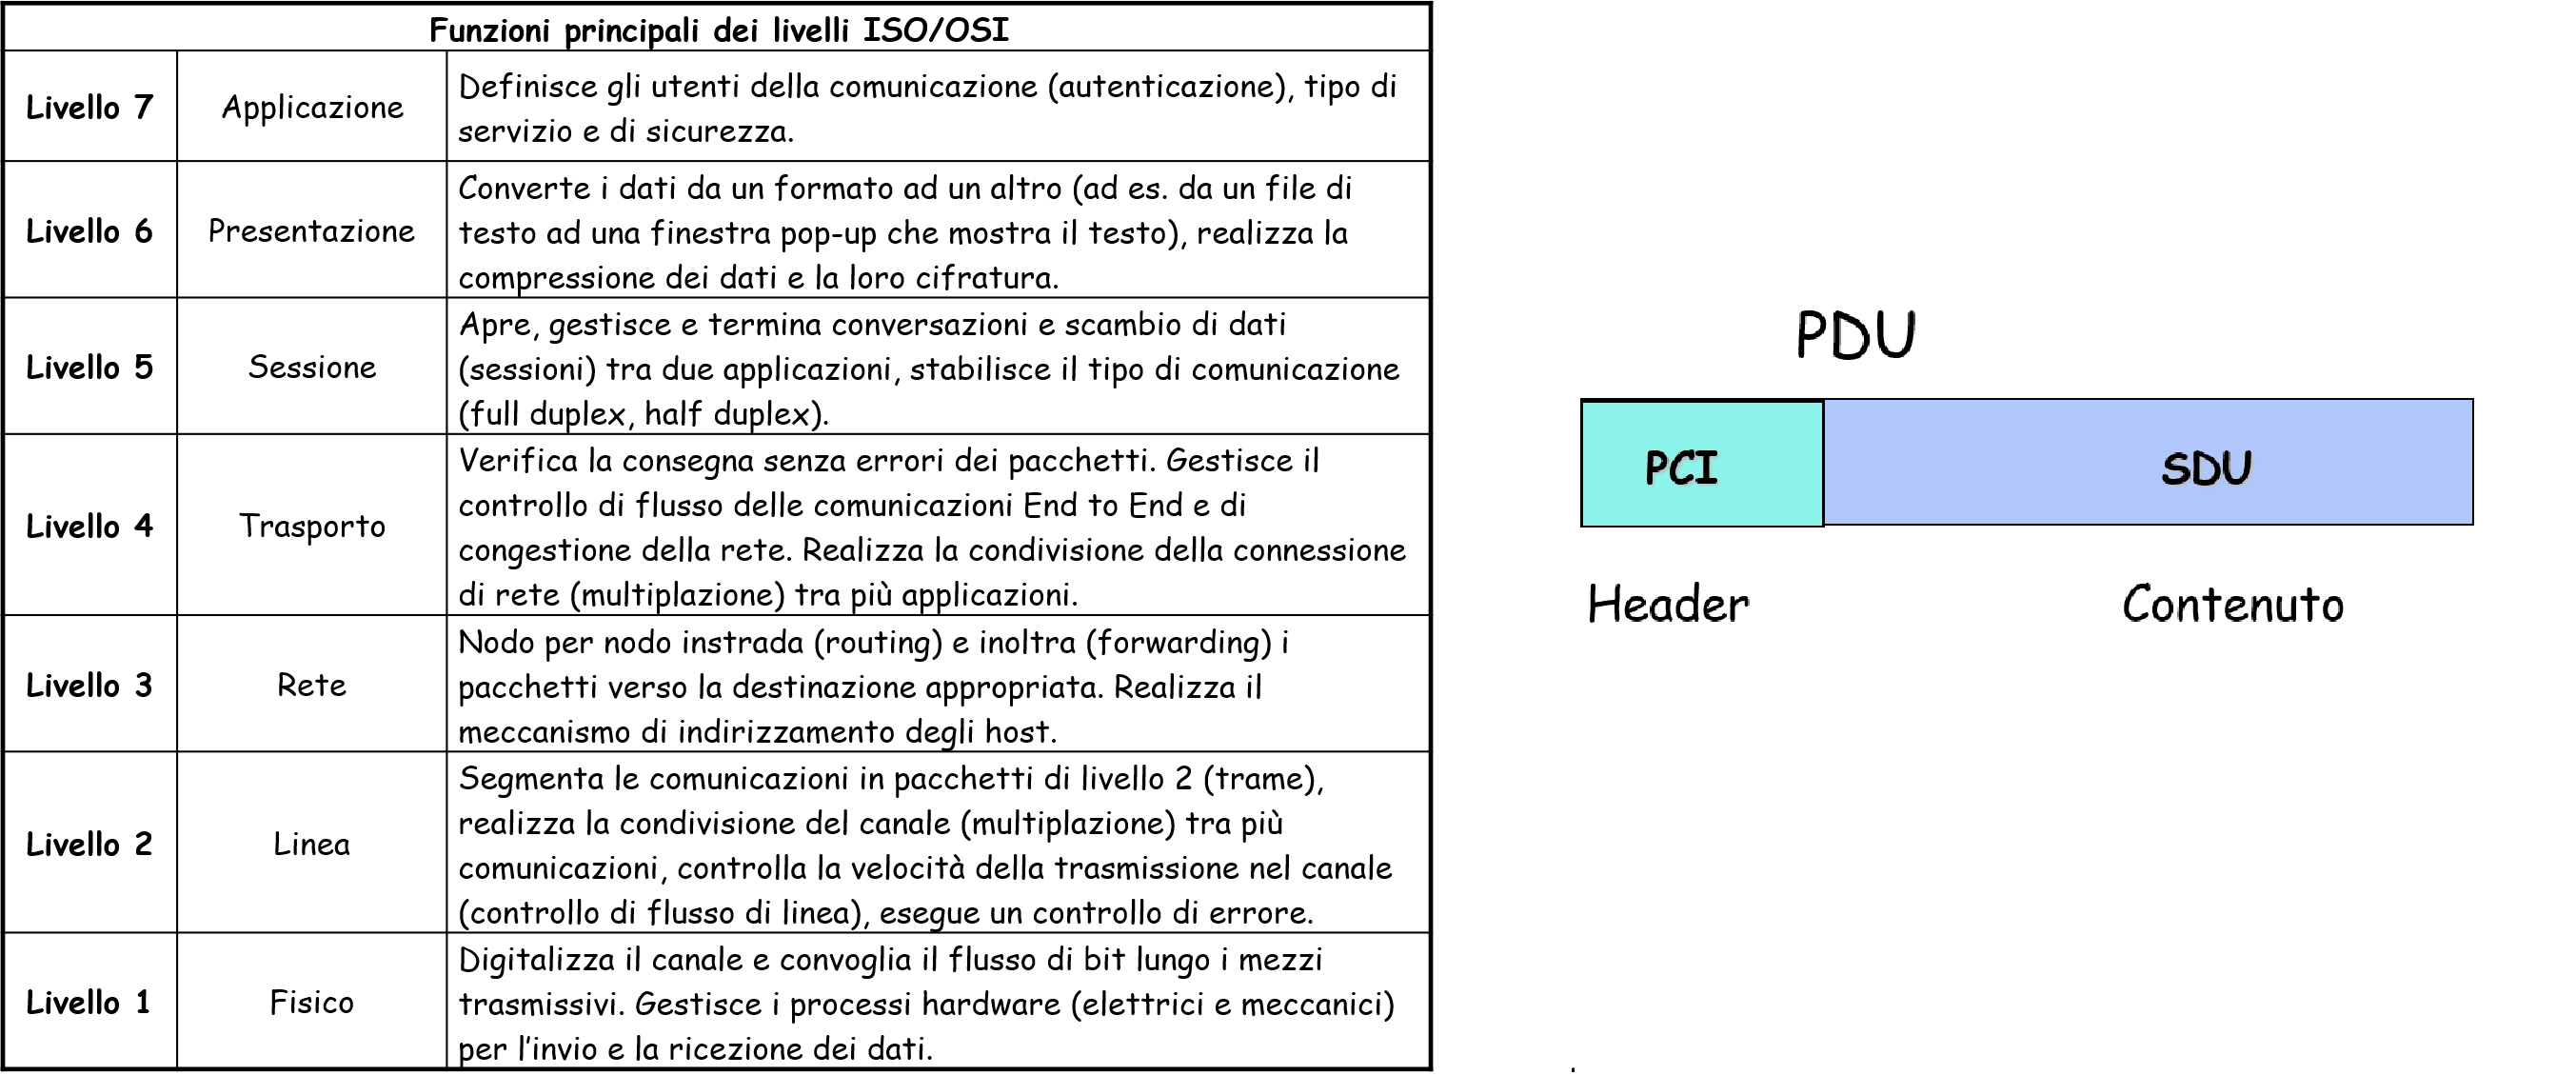 Funzioni principali dei livelli ISO/OSI
Livello 7
Applicazione
Definisce gli utenti della comunicazione (autenticazione), tipo di
servizio e di sicurezza.
Livello 6
Presentazione
Converte i dati da un formato ad un altro (ad es. da un file di
testo ad una finestra pop-up che mostra il testo), realizza la
compressione dei dati e la loro cifratura.
Livello 5
Sessione
Apre, gestisce e termina conversazioni e scambio di dati
(sessioni) tra due applicazioni, stabilisce il tipo di comunicazione
(full duplex, half duplex).
Livello 4
Trasporto
Verifica la consegna senza errori dei pacchetti. Gestisce il
controllo di flusso delle comunicazioni End to End e di
congestione della rete. Realizza la condivisione della connessione
di rete (multiplazione) tra più applicazioni.
Livello 3
Rete
Nodo per nodo instrada (routing) e inoltra (forwarding) i
pacchetti verso la destinazione appropriata. Realizza il
meccanismo di indirizzamento degli host.
Livello 2
Linea
Segmenta le comunicazioni in pacchetti di livello 2 (trame),
realizza la condivisione del canale (multiplazione) tra più
comunicazioni, controlla la velocità della trasmissione nel canale
(controllo di flusso di linea), esegue un controllo di errore.
Livello 1
Fisico
Digitalizza il canale e convoglia il flusso di bit lungo i mezzi
trasmissivi. Gestisce i processi hardware (elettrici e meccanici)
per l'invio e la ricezione dei dati.
PDU
PCI
SDU
Header
Contenuto